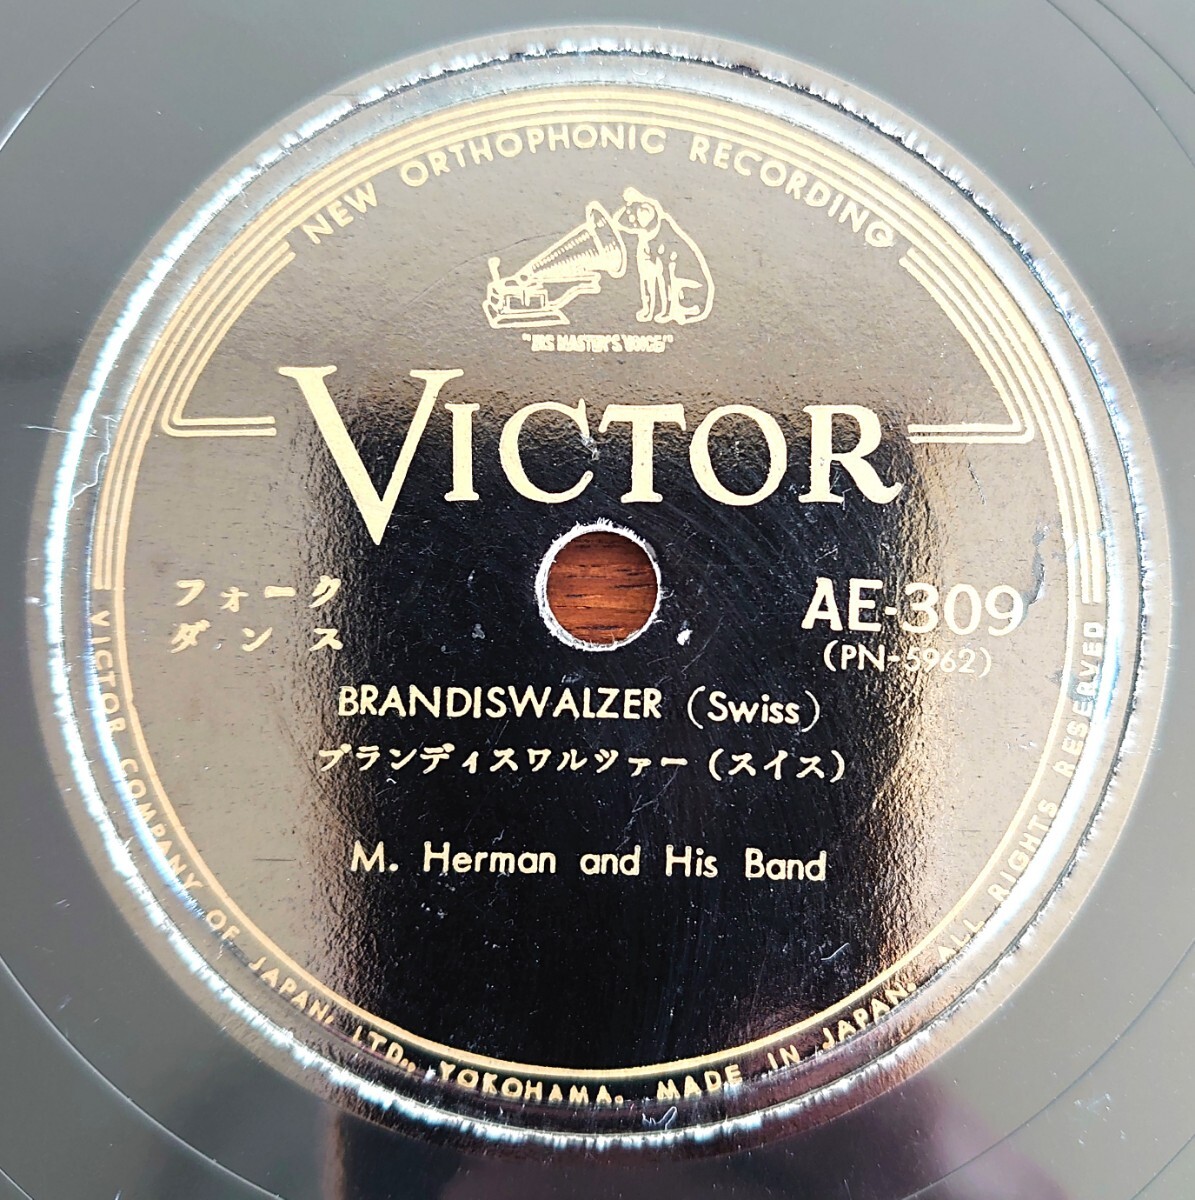 NEW ORTHOPHONIC RECORDING
"HIS MASTER'S VOICE"
VICTOR
フォーク
ダンス
AE-309
(PN-5962)
BRANDISWALZER (Swiss)
ブランディスワルツァー (スイス)
M. Herman and His Band
VICTOR COMPANY OF JAPAN, LTD., YOKOHAMA. MADE IN JAPAN. ALL RIGHTS RESERVED